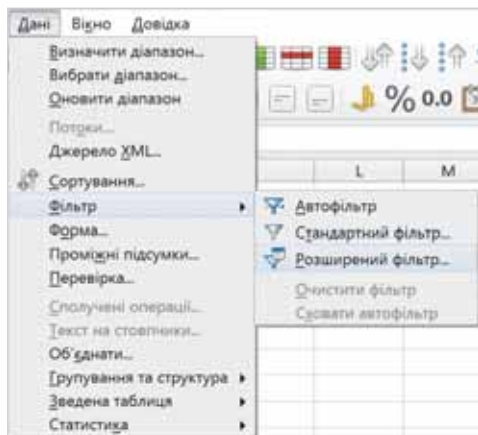 Дані Вікно Довідка
Визначити діапазон...
Вибрати діапазон...
Оновити діапазон
Потоки...
Джерело XML...
Сортування...
Фільтр
Форма...
Проміжні підсумки...
Перевірка...
Сполучені операції...
Текст на стовпчики...
Об'єднати...
Групування та структура
Зведена таблиця
Статистика
% 0.0
L M
Автофільтр
Стандартний фільтр...
Розширений фільтр...
Очистити фільтр
Сховати автофільтр